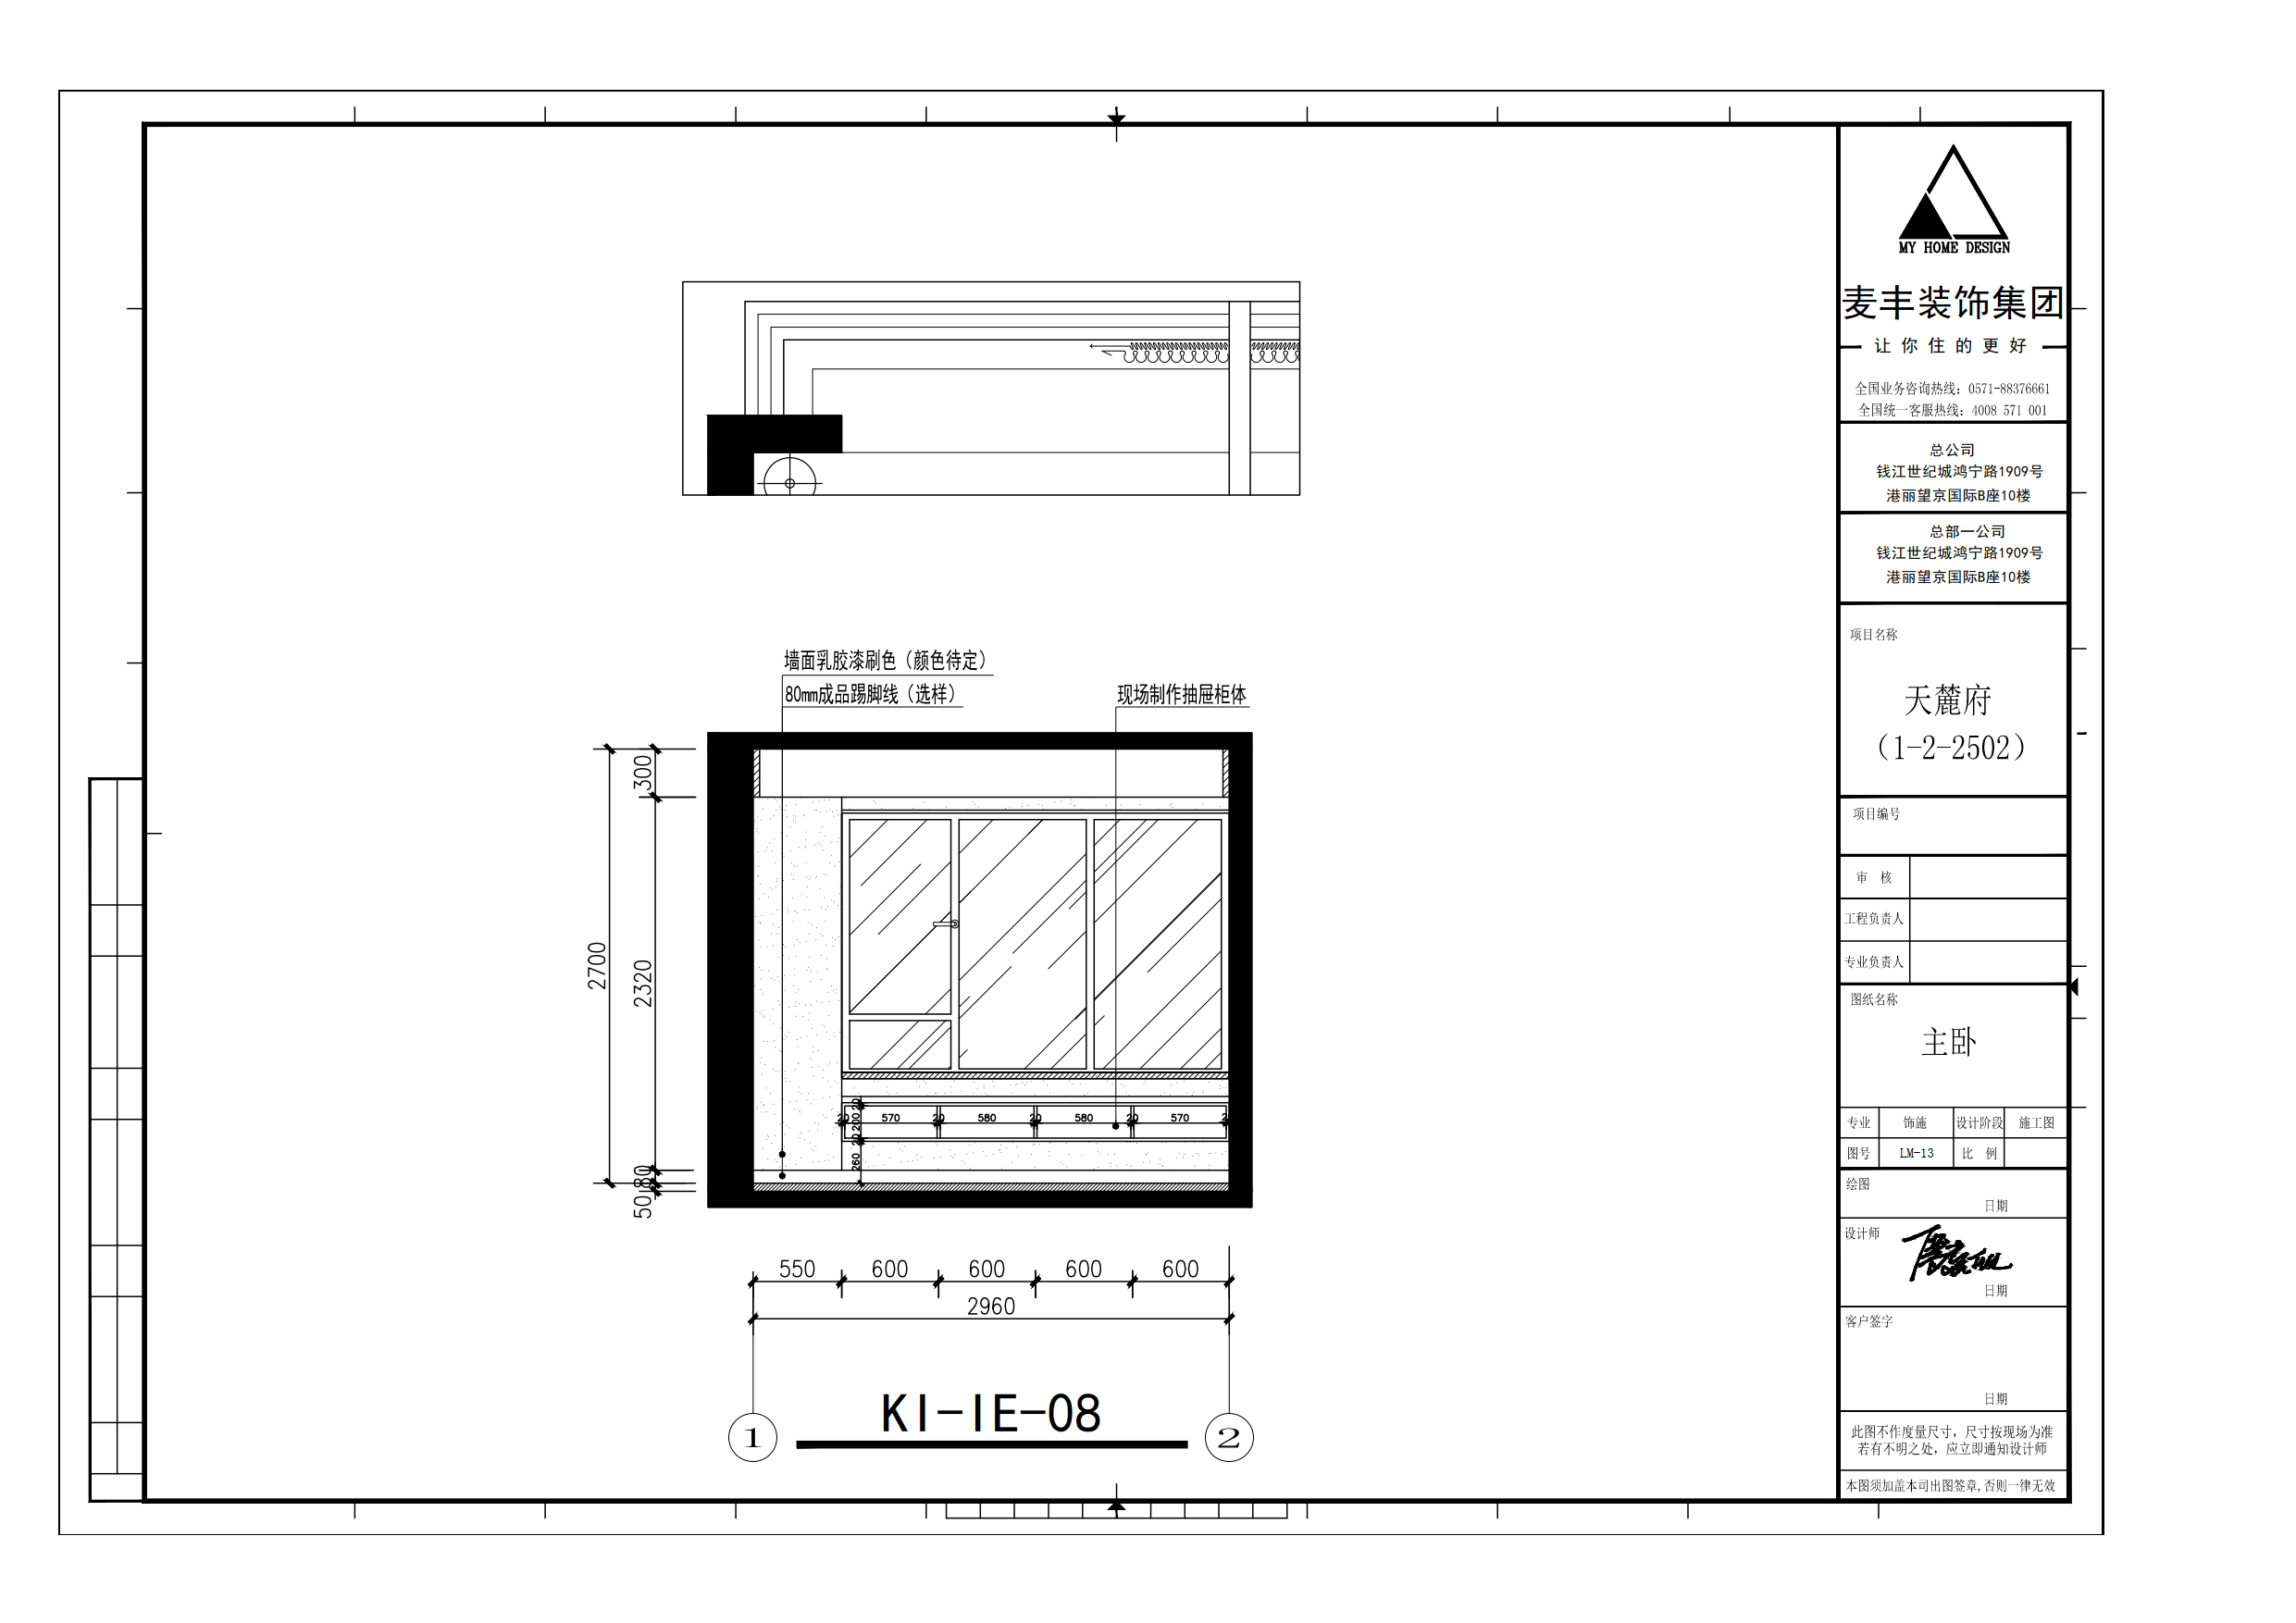 墙面乳胶漆刷色（颜色待定）
80mm成品踢脚线（选样）
现场制作抽屉柜体
300
2320
2700
80
50
20
200
20
260
20
570
20
580
20
580
20
570
550
600
600
600
600
2960
KI-IE-08
1
2
MY HOME DESIGN
麦丰装饰集团
让你住的更好
全国业务咨询热线：0571-88376661
全国统一客服热线：4008 571 001
总公司
钱江世纪城鸿宁路1909号
港丽望京国际B座10楼
总部一公司
钱江世纪城鸿宁路1909号
港丽望京国际B座10楼
项目名称
天麓府
（1-2-2502）
项目编号
审 核
工程负责人
专业负责人
图纸名称
主卧
专业 饰施 设计阶段 施工图
图号 LM-13 比 例
绘图
日期
设计师
日期
客户签字
日期
此图不作度量尺寸，尺寸按现场为准
若有不明之处，应立即通知设计师
本图须加盖本司出图签章,否则一律无效